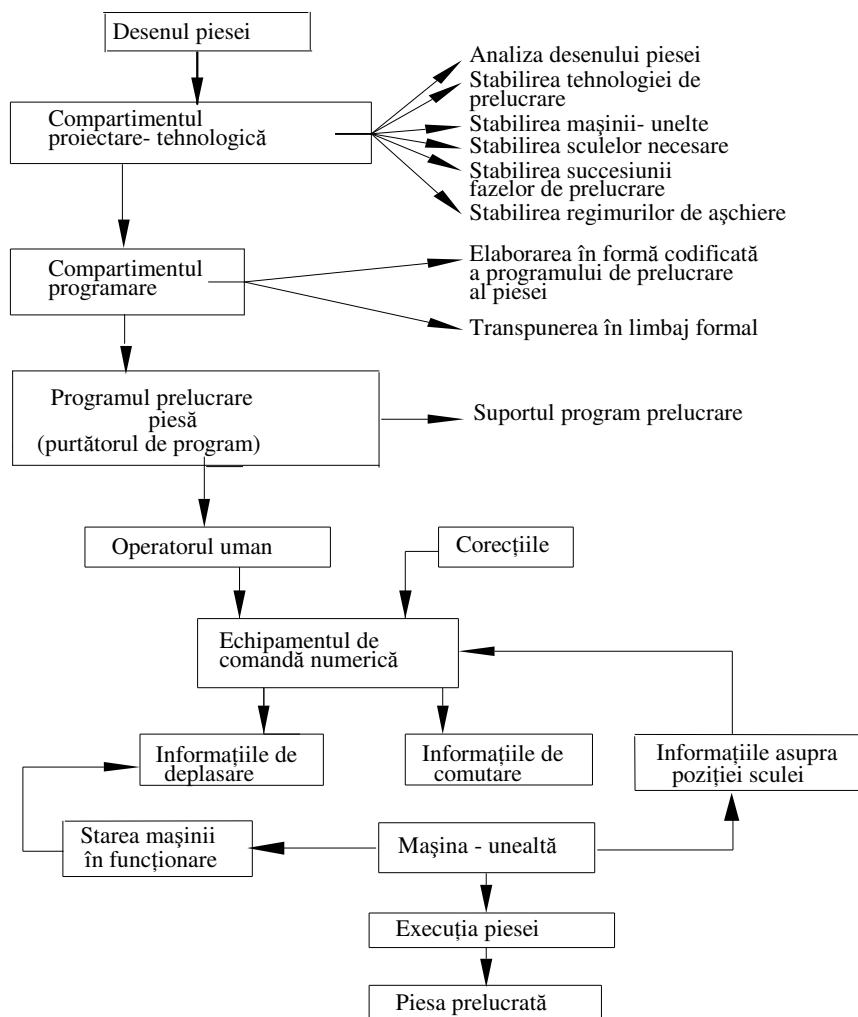 Desenul piesei
Compartimentul
proiectare- tehnologică
Analiza desenului piesei
Stabilirea tehnologiei de
prelucrare
Stabilirea maşinii- unelte
Stabilirea sculelor necesare
Stabilirea succesiunii
fazelor de prelucrare
Stabilirea regimurilor de aşchiere
Compartimentul
programare
Elaborarea în formă codificată
a programului de prelucrare
al piesei
Transpunerea în limbaj formal
Programul prelucrare
piesă
(purtătorul de program)
Suportul program prelucrare
Operatorul uman
Corecţiile
Echipamentul de
comandă numerică
Informaţiile de
deplasare
Informaţiile de
comutare
Informaţiile asupra
poziţiei sculei
Starea maşinii
în funcţionare
Maşina - unealtă
Execuţia piesei
Piesa prelucrată